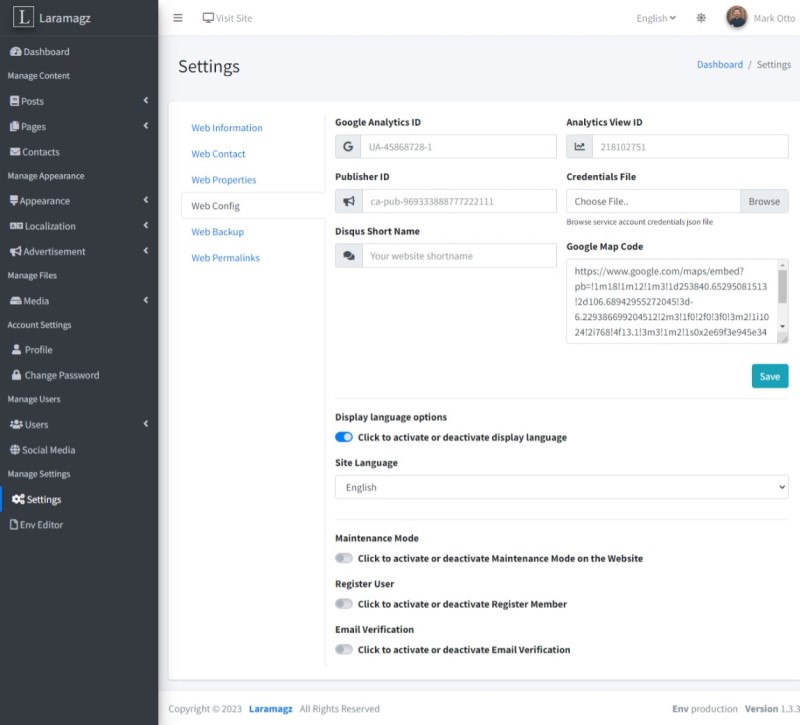 L Laramagz
Visit Site
English
Mark Otto
Dashboard
Manage Content
Posts
Pages
Contacts
Manage Appearance
Appearance
Localization
Advertisement
Manage Files
Media
Account Settings
Profile
Change Password
Manage Users
Users
Social Media
Manage Settings
Settings
Env Editor
Settings
Dashboard / Settings
Web Information
Web Contact
Web Properties
Web Config
Web Backup
Web Permalinks
Google Analytics ID
G UA-45868728-1
Analytics View ID
218102751
Publisher ID
ca-pub-969333888777222111
Credentials File
Choose File.. Browse
Browse service account credentials json file
Disqus Short Name
Your website shortname
Google Map Code
https://www.google.com/maps/embed?
pb=!1m18!1m12!1m3!1d253840.65295081513
!2d106.68942955272045!3d-
6.229386699204512!2m3!1f0!2f0!3f0!3m2!1i10
24!2i768!4f13.1!3m3!1m2!1s0x2e69f3e945e34
Save
Display language options
Click to activate or deactivate display language
Site Language
English
Maintenance Mode
Click to activate or deactivate Maintenance Mode on the Website
Register User
Click to activate or deactivate Register Member
Email Verification
Click to activate or deactivate Email Verification
Copyright © 2023 Laramagz All Rights Reserved
Env production Version 1.3.3